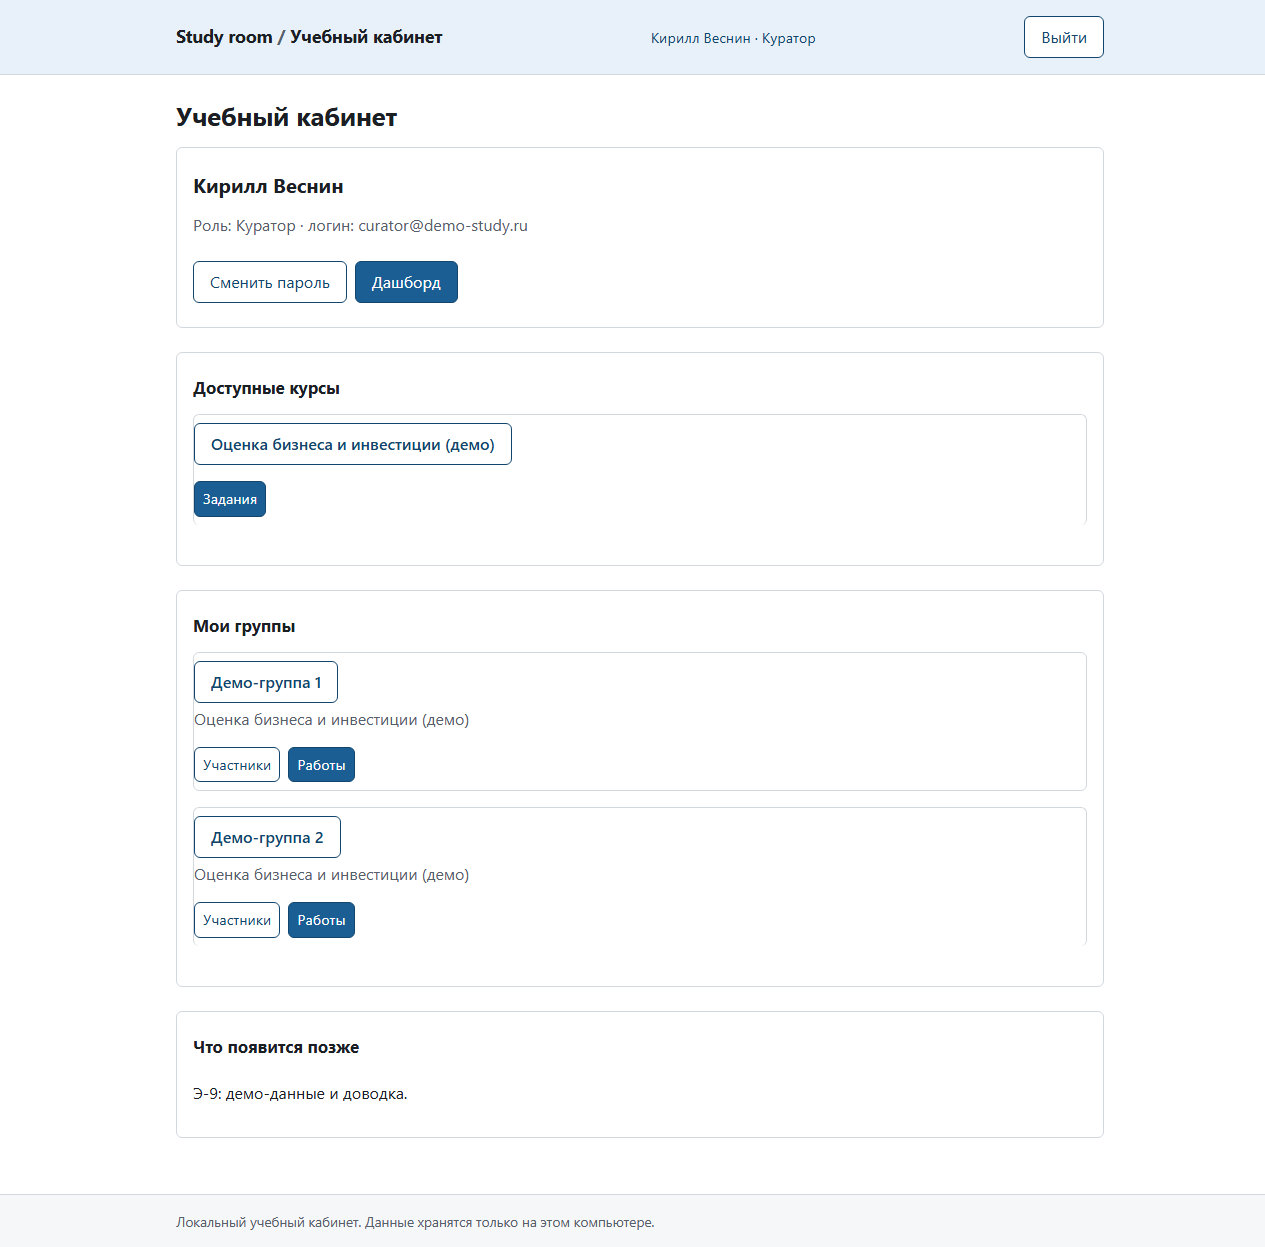 Study room / Учебный кабинет
Кирилл Веснин · Куратор
Выйти
Учебный кабинет
Кирилл Веснин
Роль: Куратор · логин: curator@demo-study.ru
Сменить пароль
Дашборд
Доступные курсы
Оценка бизнеса и инвестиции (демо)
Задания
Мои группы
Демо-группа 1
Оценка бизнеса и инвестиции (демо)
Участники
Работы
Демо-группа 2
Оценка бизнеса и инвестиции (демо)
Участники
Работы
Что появится позже
Э-9: демо-данные и доводка.
Локальный учебный кабинет. Данные хранятся только на этом компьютере.